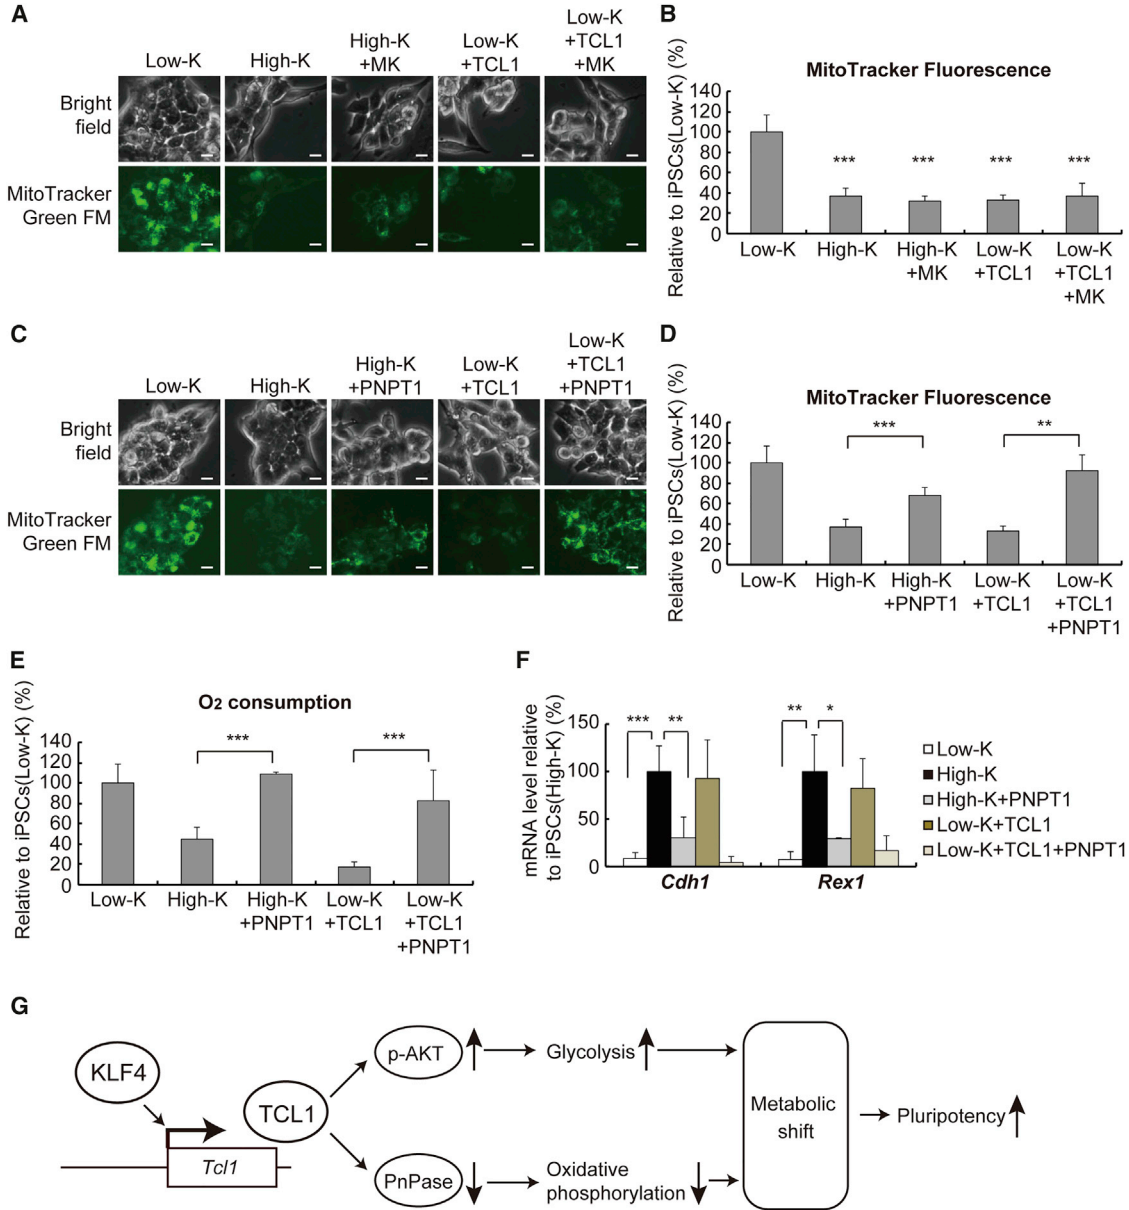 A
Low-K
High-K
High-K
+MK
Low-K
+TCL1
Low-K
+TCL1
+MK
Bright
field
MitoTracker
Green FM
B
MitoTracker Fluorescence
Relative to iPSCs(Low-K) (%)
140
120
100
80
60
40
20
0
***
***
***
***
Low-K
High-K
High-K
+MK
Low-K
+TCL1
Low-K
+TCL1
+MK
C
Low-K
High-K
High-K
+PNPT1
Low-K
+TCL1
Low-K
+TCL1
+PNPT1
Bright
field
MitoTracker
Green FM
D
MitoTracker Fluorescence
Relative to iPSCs(Low-K) (%)
140
120
100
80
60
40
20
0
***
**
Low-K
High-K
High-K
+PNPT1
Low-K
+TCL1
Low-K
+TCL1
+PNPT1
E
O2 consumption
Relative to iPSCs(Low-K) (%)
140
120
100
80
60
40
20
0
***
***
Low-K
High-K
High-K
+PNPT1
Low-K
+TCL1
Low-K
+TCL1
+PNPT1
F
mRNA level relative
to iPSCs(High-K) (%)
150
100
50
0
***
**
**
*
Cdh1
Rex1
Low-K
High-K
High-K+PNPT1
Low-K+TCL1
Low-K+TCL1+PNPT1
G
KLF4
Tcl1
TCL1
p-AKT
Glycolysis
PnPase
Oxidative
phosphorylation
Metabolic
shift
Pluripotency